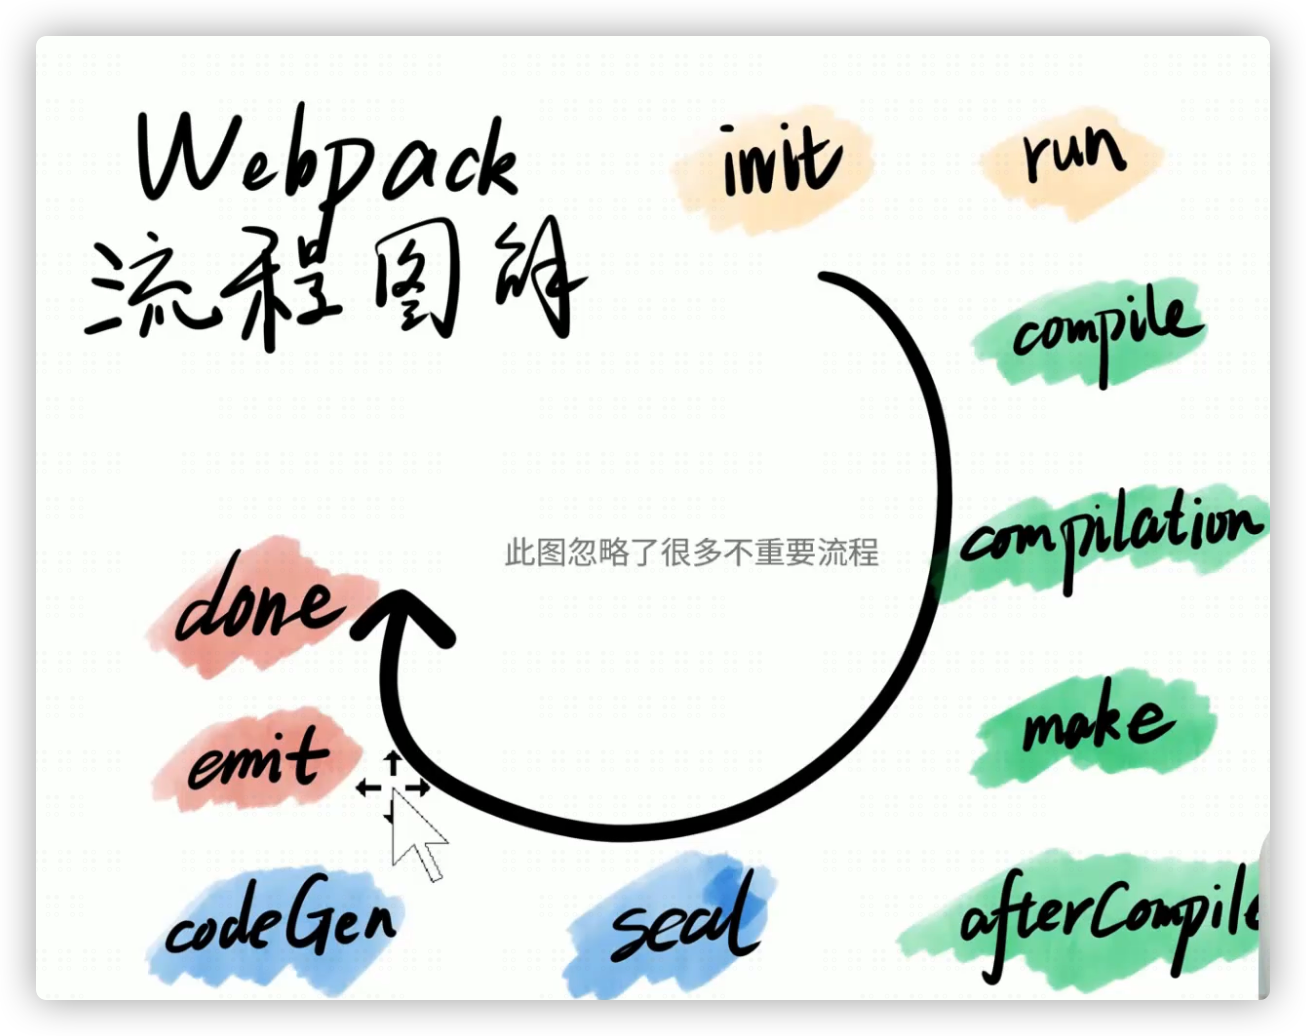 Webpack
流程图解
init
run
compile
compilation
此图忽略了很多不重要流程
make
afterCompile
seal
codeGen
emit
done